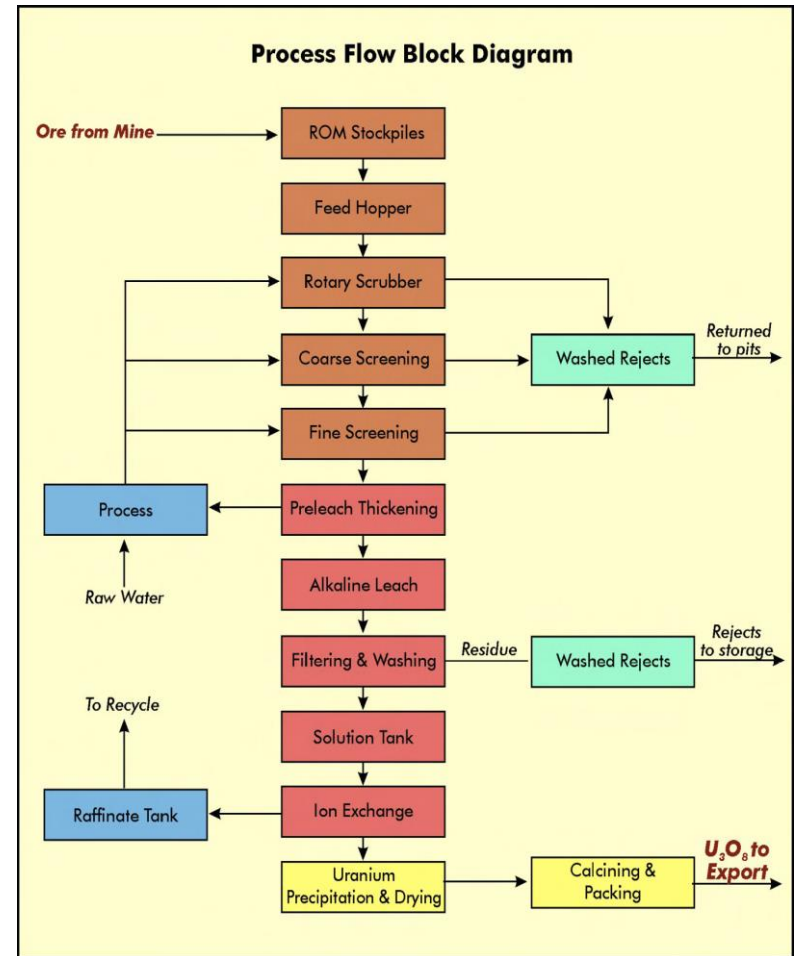 Process Flow Block Diagram
Ore from Mine
ROM Stockpiles
Feed Hopper
Rotary Scrubber
Coarse Screening
Washed Rejects
Returned
to pits
Fine Screening
Process
Preleach Thickening
Raw Water
Alkaline Leach
Filtering & Washing
Residue
Washed Rejects
Rejects
to storage
To Recycle
Solution Tank
Raffinate Tank
Ion Exchange
Uranium
Precipitation & Drying
Calcining &
Packing
U₃O₈ to
Export